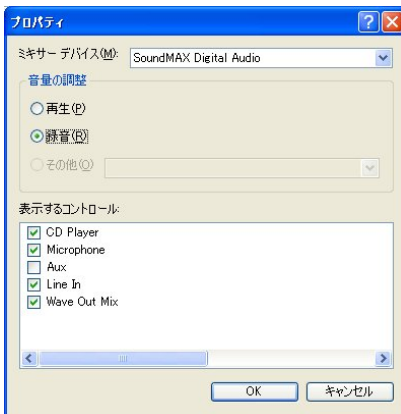 プロパティ
ミキサー デバイス(M): SoundMAX Digital Audio
音量の調整
再生(P)
録音(R)
その他(O)
表示するコントロール:
CD Player
Microphone
Aux
Line In
Wave Out Mix
OK キャンセル